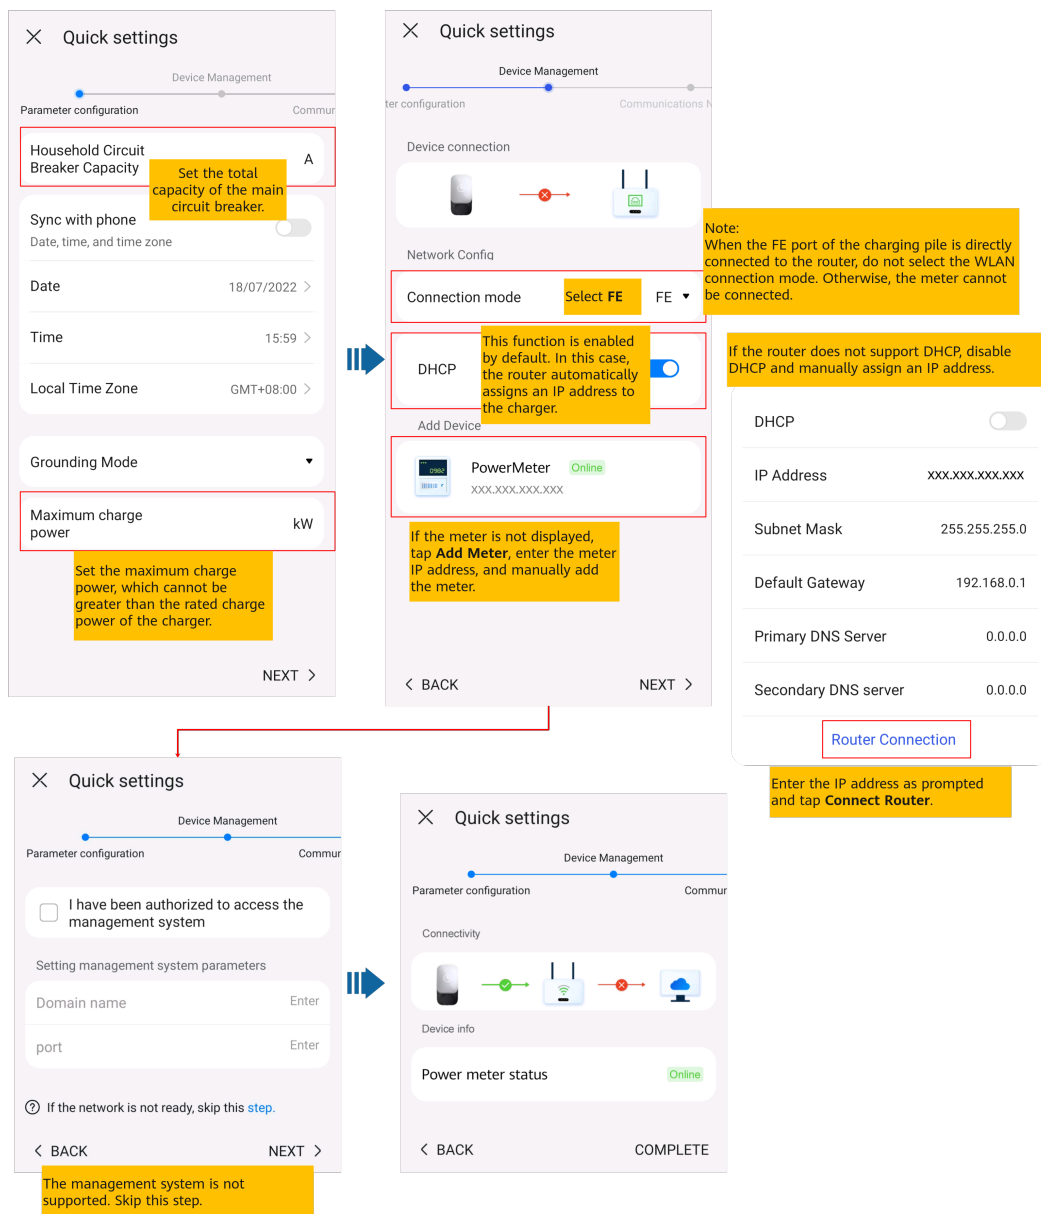 Quick settings
Device Management
Parameter configuration
Commun
Household Circuit
Breaker Capacity
A
Set the total
capacity of the main
circuit breaker.
Sync with phone
Date, time, and time zone
Date
18/07/2022
Time
15:59
Local Time Zone
GMT+08:00
Grounding Mode
Maximum charge
power
kW
Set the maximum charge
power, which cannot be
greater than the rated charge
power of the charger.
NEXT
Quick settings
Device Management
ter configuration
Communications N
Device connection
Network Config
Connection mode
Select FE
FE
Note:
When the FE port of the charging pile is directly
connected to the router, do not select the WLAN
connection mode. Otherwise, the meter cannot
be connected.
DHCP
This function is enabled
by default. In this case,
the router automatically
assigns an IP address to
the charger.
Add Device
0982
PowerMeter
Online
XXX.XXX.XXX.XXX
If the meter is not displayed,
tap Add Meter, enter the meter
IP address, and manually add
the meter.
BACK
NEXT
If the router does not support DHCP, disable
DHCP and manually assign an IP address.
DHCP
IP Address
XXX.XXX.XXX.XXX
Subnet Mask
255.255.255.0
Default Gateway
192.168.0.1
Primary DNS Server
0.0.0.0
Secondary DNS server
0.0.0.0
Router Connection
Enter the IP address as prompted
and tap Connect Router.
Quick settings
Device Management
Parameter configuration
Commun
I have been authorized to access the
management system
Setting management system parameters
Domain name
Enter
port
Enter
? If the network is not ready, skip this step.
BACK
NEXT
The management system is not
supported. Skip this step.
Quick settings
Device Management
Parameter configuration
Commun
Connectivity
Device info
Power meter status
Online
BACK
COMPLETE